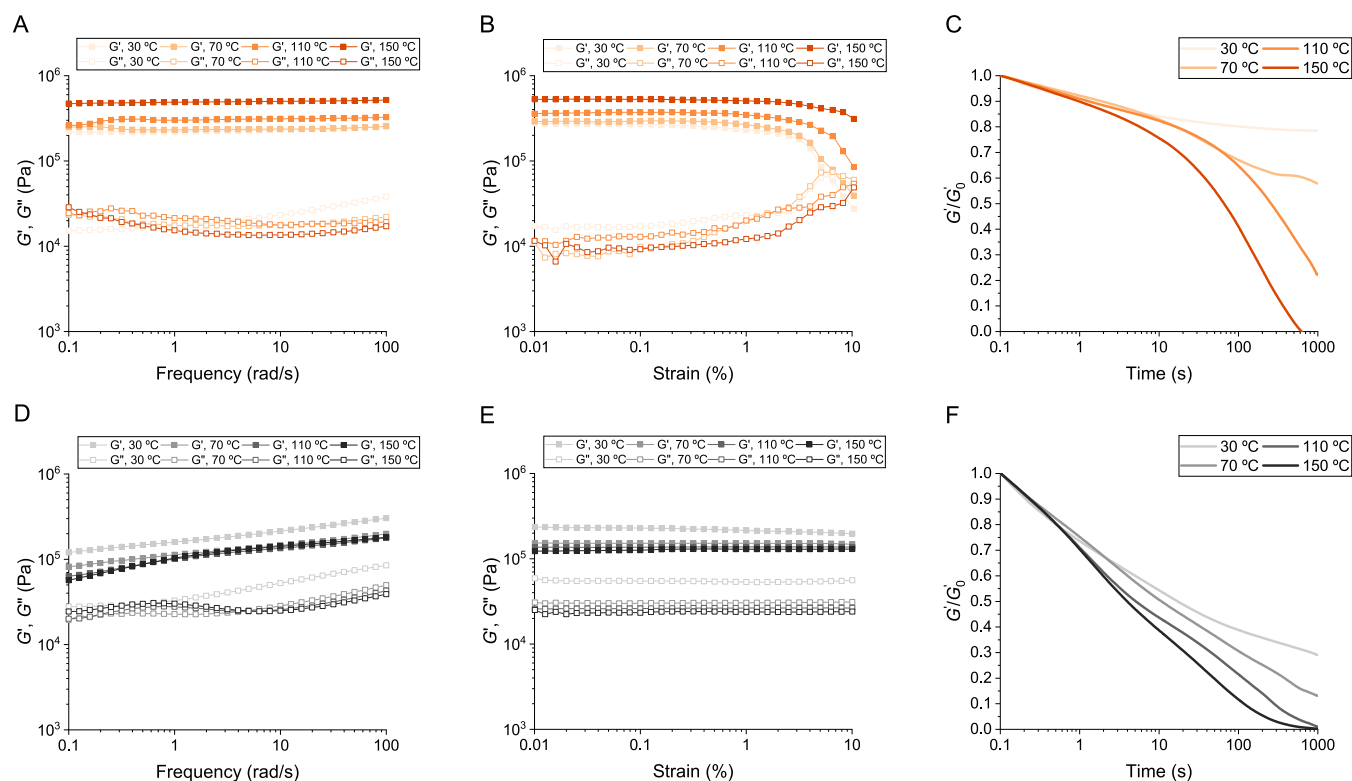 A
G', 30 ºC G', 70 ºC G', 110 ºC G', 150 ºC
G", 30 ºC G", 70 ºC G", 110 ºC G", 150 ºC
10⁶
10⁵
10⁴
10³
G', G" (Pa)
0.1 1 10 100
Frequency (rad/s)
B
G', 30 ºC G', 70 ºC G', 110 ºC G', 150 ºC
G", 30 ºC G", 70 ºC G", 110 ºC G", 150 ºC
10⁶
10⁵
10⁴
10³
G', G" (Pa)
0.01 0.1 1 10
Strain (%)
C
30 ºC 110 ºC
70 ºC 150 ºC
1.0
0.9
0.8
0.7
0.6
0.5
0.4
0.3
0.2
0.1
0.0
G'/G'₀
0.1 1 10 100 1000
Time (s)
D
G', 30 ºC G', 70 ºC G', 110 ºC G', 150 ºC
G", 30 ºC G", 70 ºC G", 110 ºC G", 150 ºC
10⁶
10⁵
10⁴
10³
G', G" (Pa)
0.1 1 10 100
Frequency (rad/s)
E
G', 30 ºC G', 70 ºC G', 110 ºC G', 150 ºC
G", 30 ºC G", 70 ºC G", 110 ºC G", 150 ºC
10⁶
10⁵
10⁴
10³
G', G" (Pa)
0.01 0.1 1 10
Strain (%)
F
30 ºC 110 ºC
70 ºC 150 ºC
1.0
0.9
0.8
0.7
0.6
0.5
0.4
0.3
0.2
0.1
0.0
G'/G'₀
0.1 1 10 100 1000
Time (s)